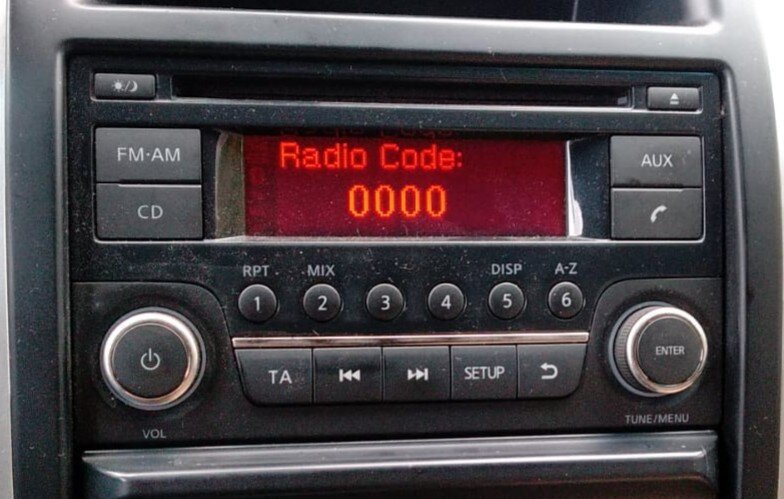 Radio Code:
0000
FM·AM
CD
AUX
RPT MIX DISP A-Z
1 2 3 4 5 6
TA SETUP
ENTER
VOL
TUNE/MENU